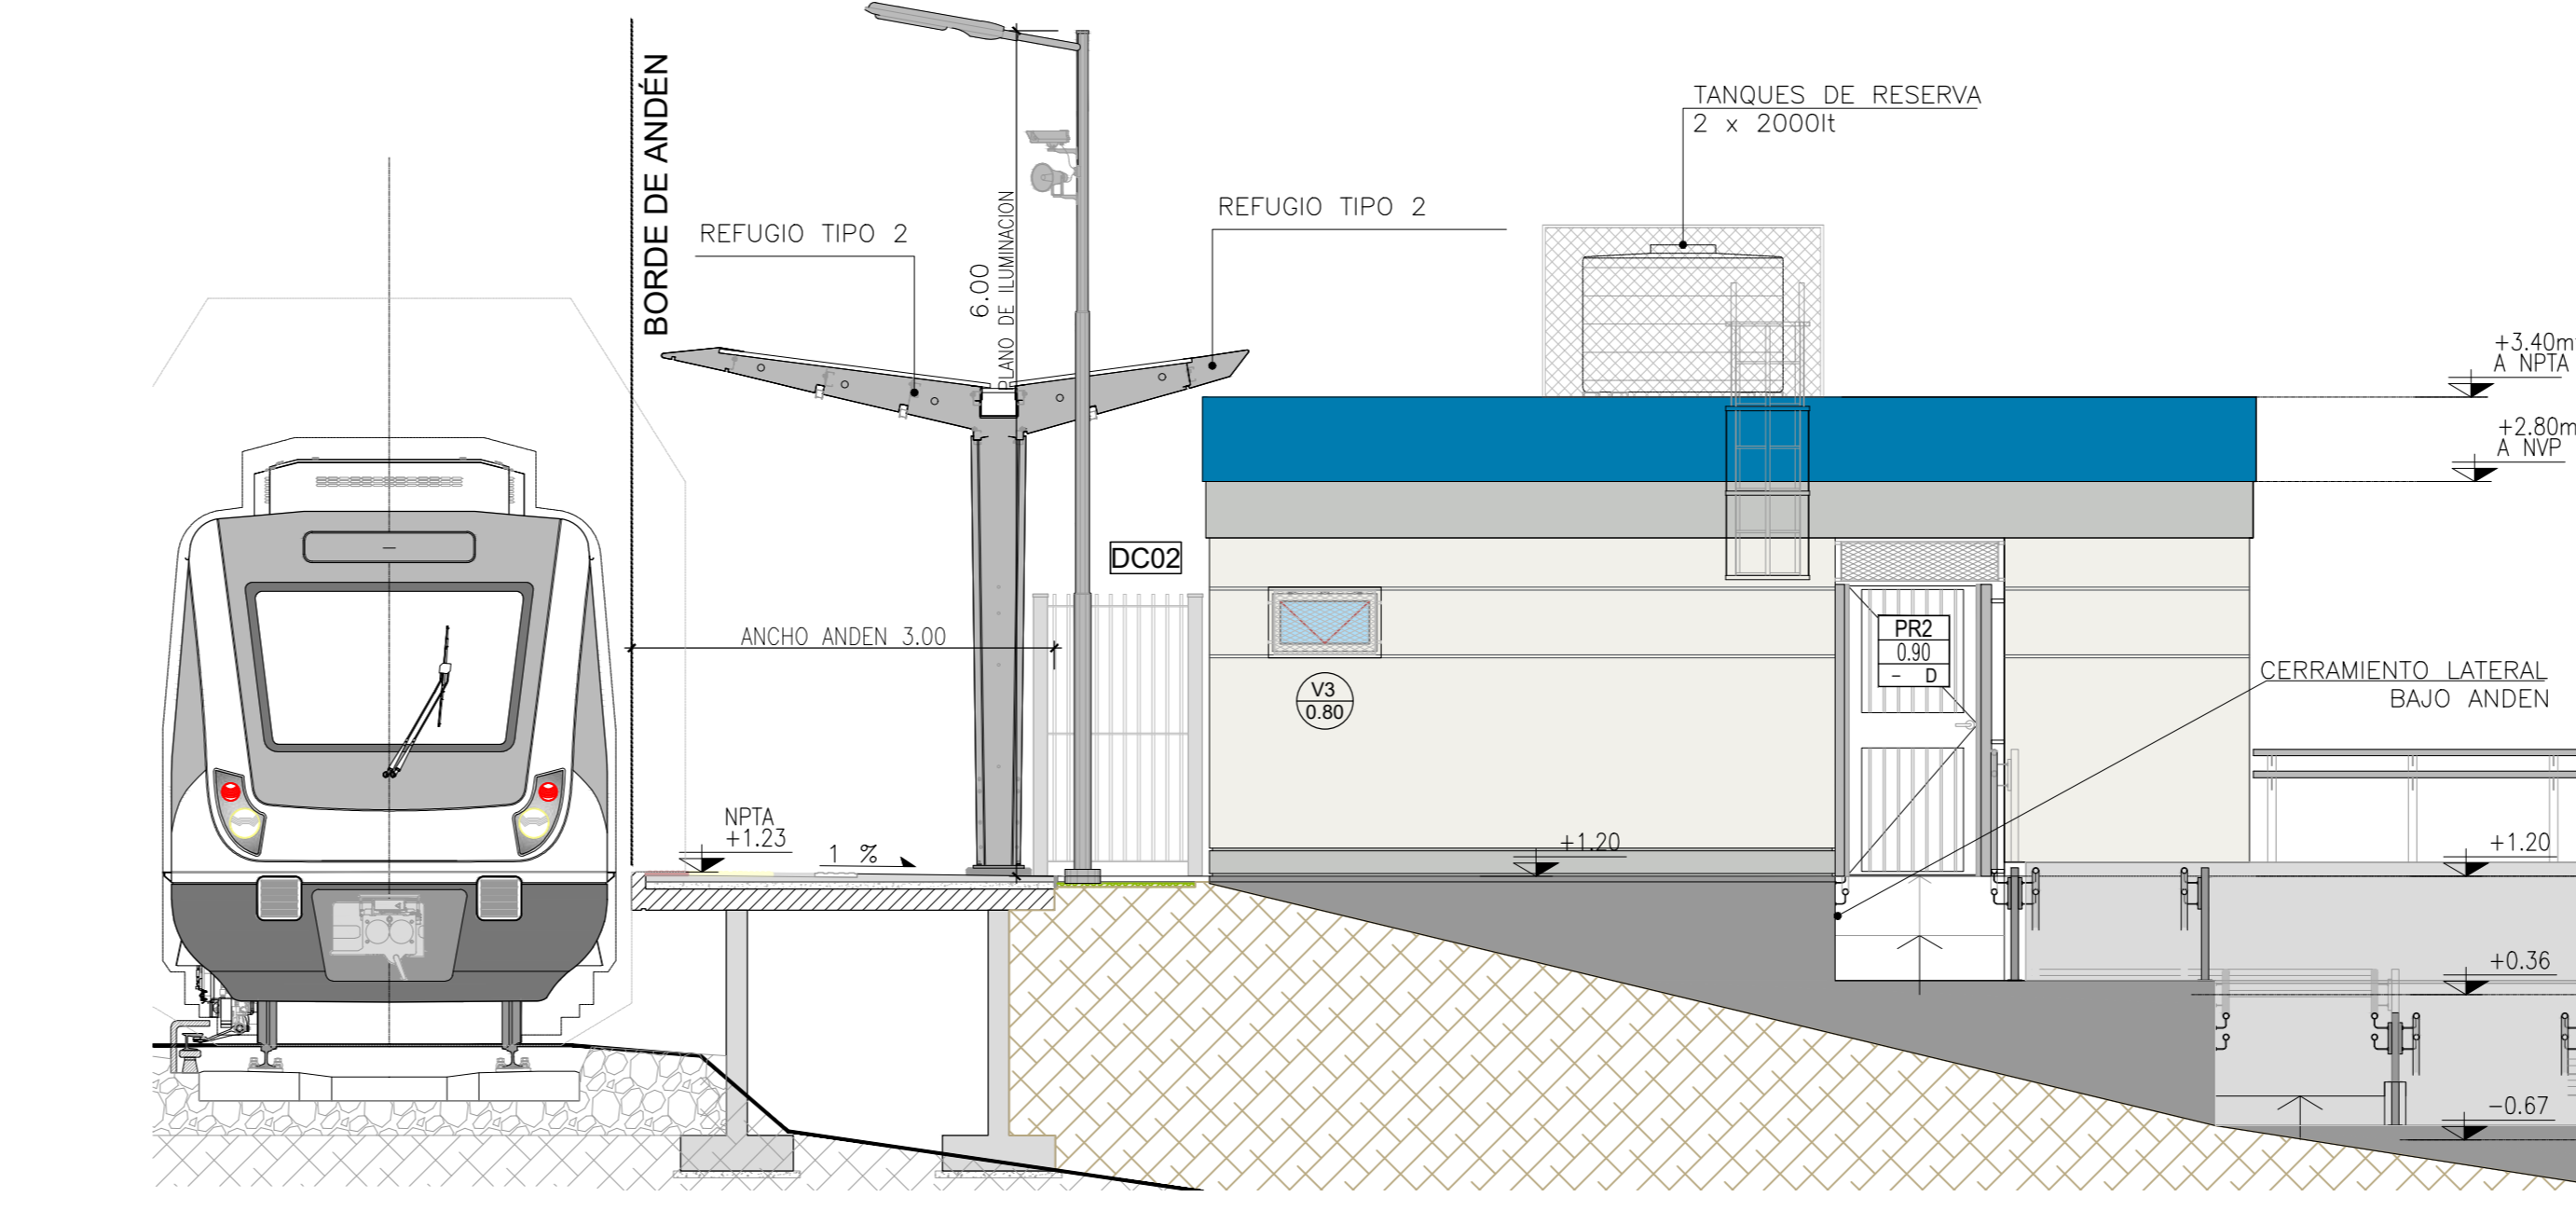 BORDE DE ANDÉN
TANQUES DE RESERVA
2 x 2000lt
REFUGIO TIPO 2
REFUGIO TIPO 2
6.00
PLANO DE ILUMINACION
+3.40m
A NPTA
+2.80m
A NVP
DC02
ANCHO ANDEN 3.00
PR2
0.90
- D
V3
0.80
CERRAMIENTO LATERAL
BAJO ANDEN
NPTA
+1.23
1 %
+1.20
+1.20
+0.36
-0.67